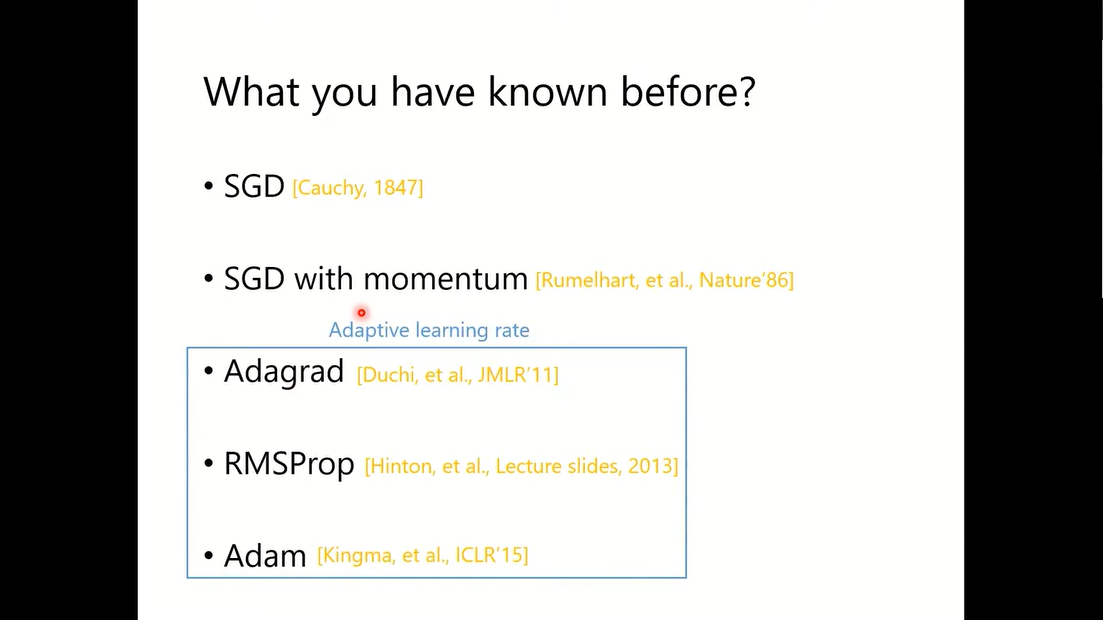 What you have known before?
• SGD [Cauchy, 1847]
• SGD with momentum [Rumelhart, et al., Nature’86]
Adaptive learning rate
• Adagrad [Duchi, et al., JMLR’11]
• RMSProp [Hinton, et al., Lecture slides, 2013]
• Adam [Kingma, et al., ICLR’15]